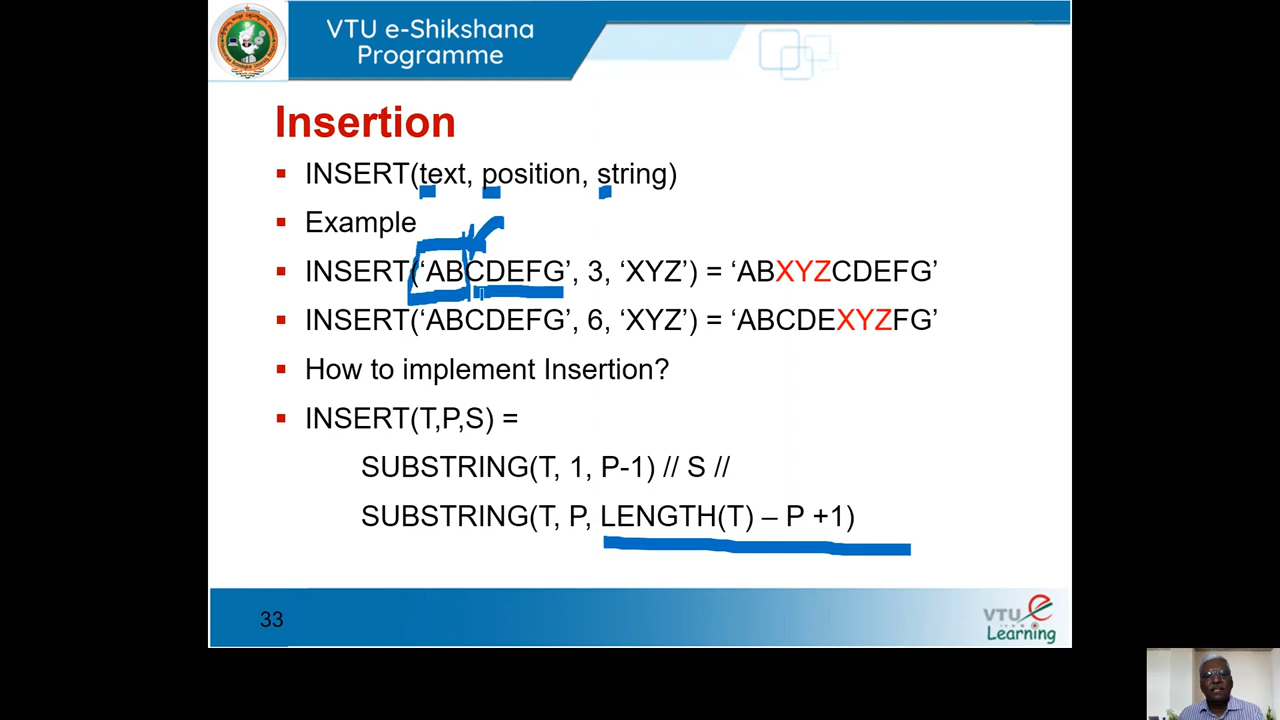 VTU e-Shikshana
Programme
Insertion
▪ INSERT(text, position, string)
▪ Example
▪ INSERT(‘ABCDEFG’, 3, ‘XYZ’) = ‘ABXYZCDEFG’
▪ INSERT(‘ABCDEFG’, 6, ‘XYZ’) = ‘ABCDEXYZFG’
▪ How to implement Insertion?
▪ INSERT(T,P,S) =
SUBSTRING(T, 1, P-1) // S //
SUBSTRING(T, P, LENGTH(T) – P +1)
33
VTU e
Learning